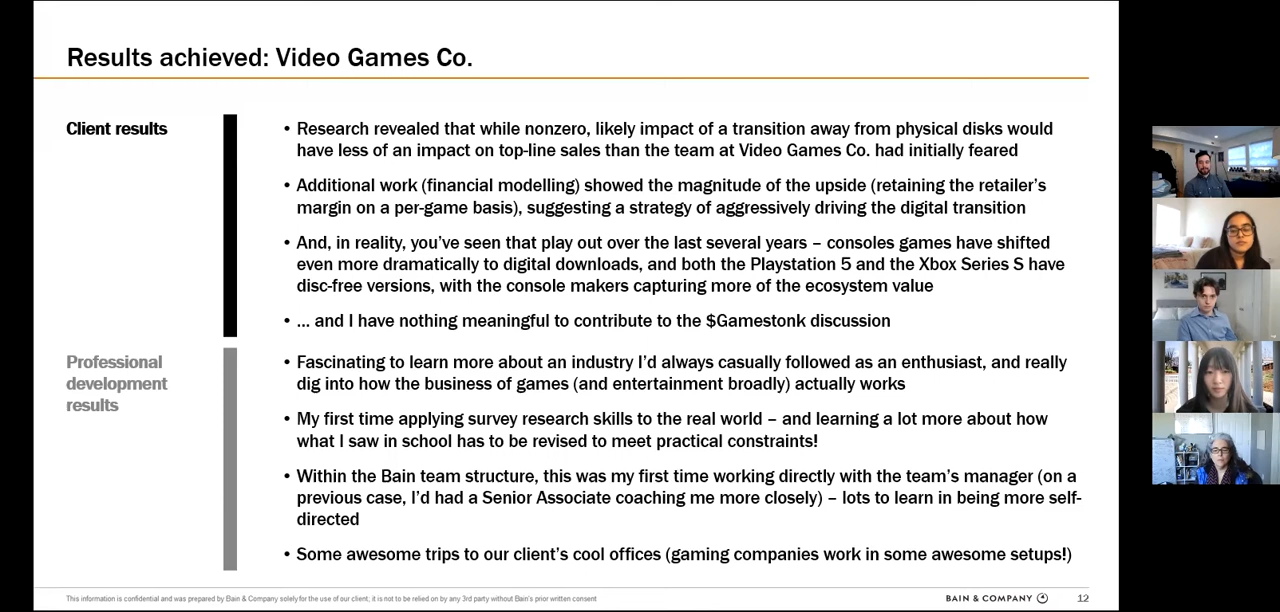 Results achieved: Video Games Co.
Client results
• Research revealed that while nonzero, likely impact of a transition away from physical disks would
have less of an impact on top-line sales than the team at Video Games Co. had initially feared
• Additional work (financial modelling) showed the magnitude of the upside (retaining the retailer's
margin on a per-game basis), suggesting a strategy of aggressively driving the digital transition
• And, in reality, you've seen that play out over the last several years – consoles games have shifted
even more dramatically to digital downloads, and both the Playstation 5 and the Xbox Series S have
disc-free versions, with the console makers capturing more of the ecosystem value
• ... and I have nothing meaningful to contribute to the $Gamestonk discussion
Professional
development
results
• Fascinating to learn more about an industry I'd always casually followed as an enthusiast, and really
dig into how the business of games (and entertainment broadly) actually works
• My first time applying survey research skills to the real world – and learning a lot more about how
what I saw in school has to be revised to meet practical constraints!
• Within the Bain team structure, this was my first time working directly with the team's manager (on a
previous case, I'd had a Senior Associate coaching me more closely) – lots to learn in being more self-
directed
• Some awesome trips to our client's cool offices (gaming companies work in some awesome setups!)
This information is confidential and was prepared by Bain & Company solely for the use of our client; it is not to be relied on by any 3rd party without Bain's prior written consent
BAIN & COMPANY
12